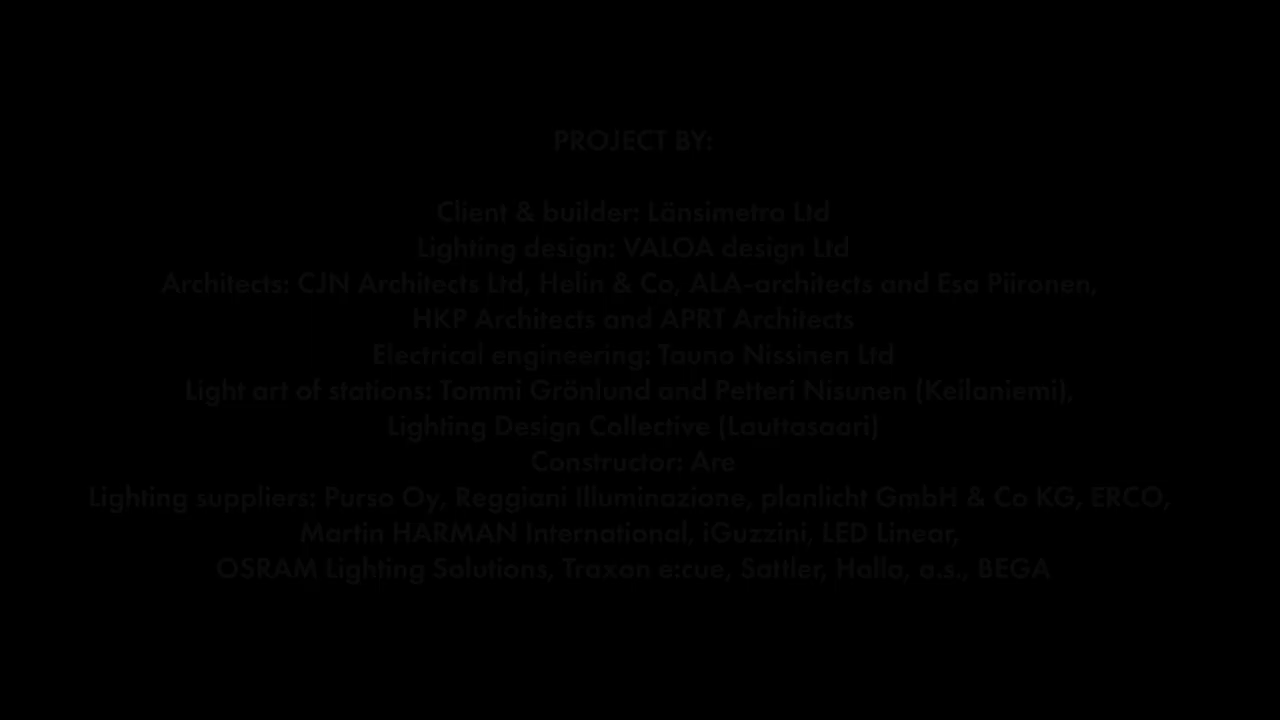 PROJECT BY:
Client & builder: Länsimetro Ltd
Lighting design: VALOA design Ltd
Architects: CJN Architects Ltd, Helin & Co, ALA-architects and Esa Piironen,
HKP Architects and APRT Architects
Electrical engineering: Tauno Nissinen Ltd
Light art of stations: Tommi Grönlund and Petteri Nisunen (Keilaniemi),
Lighting Design Collective (Lauttasaari)
Constructor: Are
Lighting suppliers: Purso Oy, Reggiani Illuminazione, planlicht GmbH & Co KG, ERCO,
Martin HARMAN International, iGuzzini, LED Linear,
OSRAM Lighting Solutions, Traxon e:cue, Sattler, Halla, a.s., BEGA